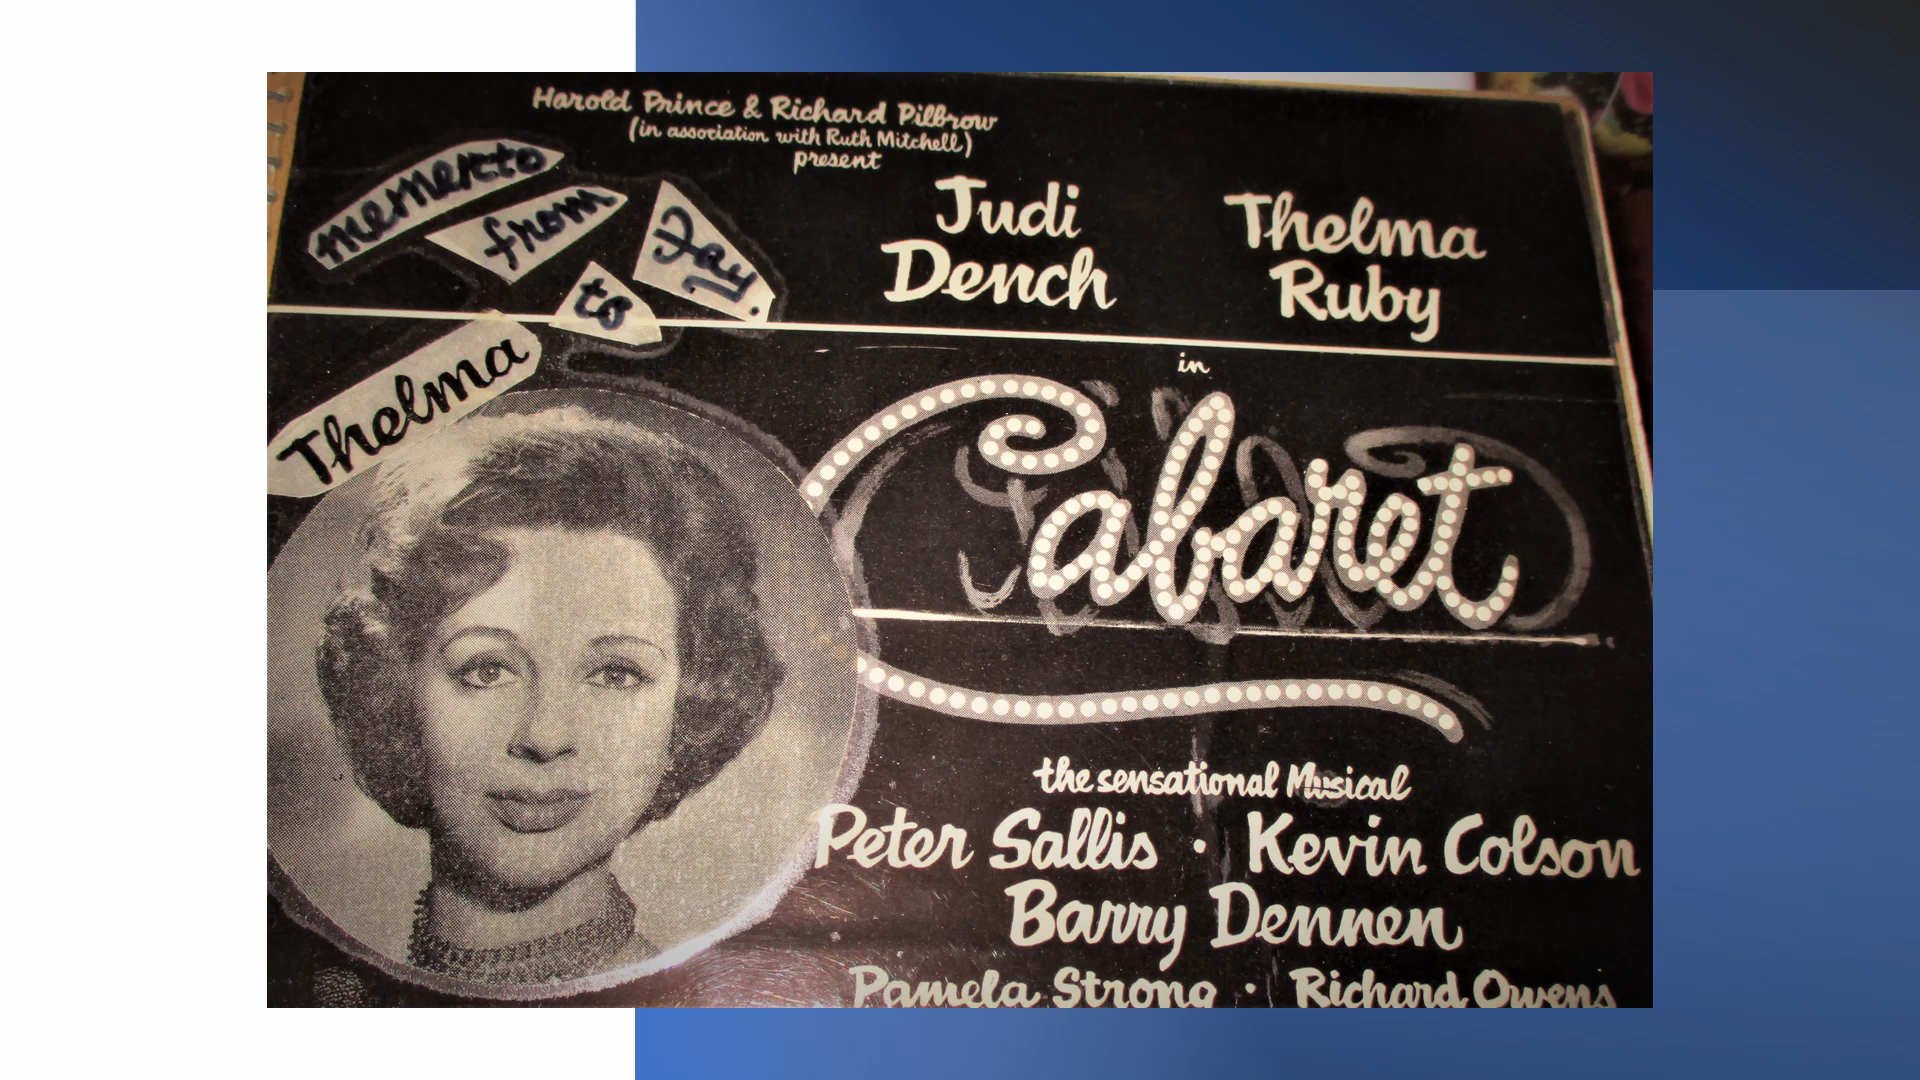 Harold Prince & Richard Pilbrow
(in association with Ruth Mitchell)
present
memento
from
Jay
to
Thelma
Judi
Dench
Thelma
Ruby
in
Cabaret
the sensational Musical
Peter Sallis · Kevin Colson
Barry Dennen
Pamela Strong · Richard Owens